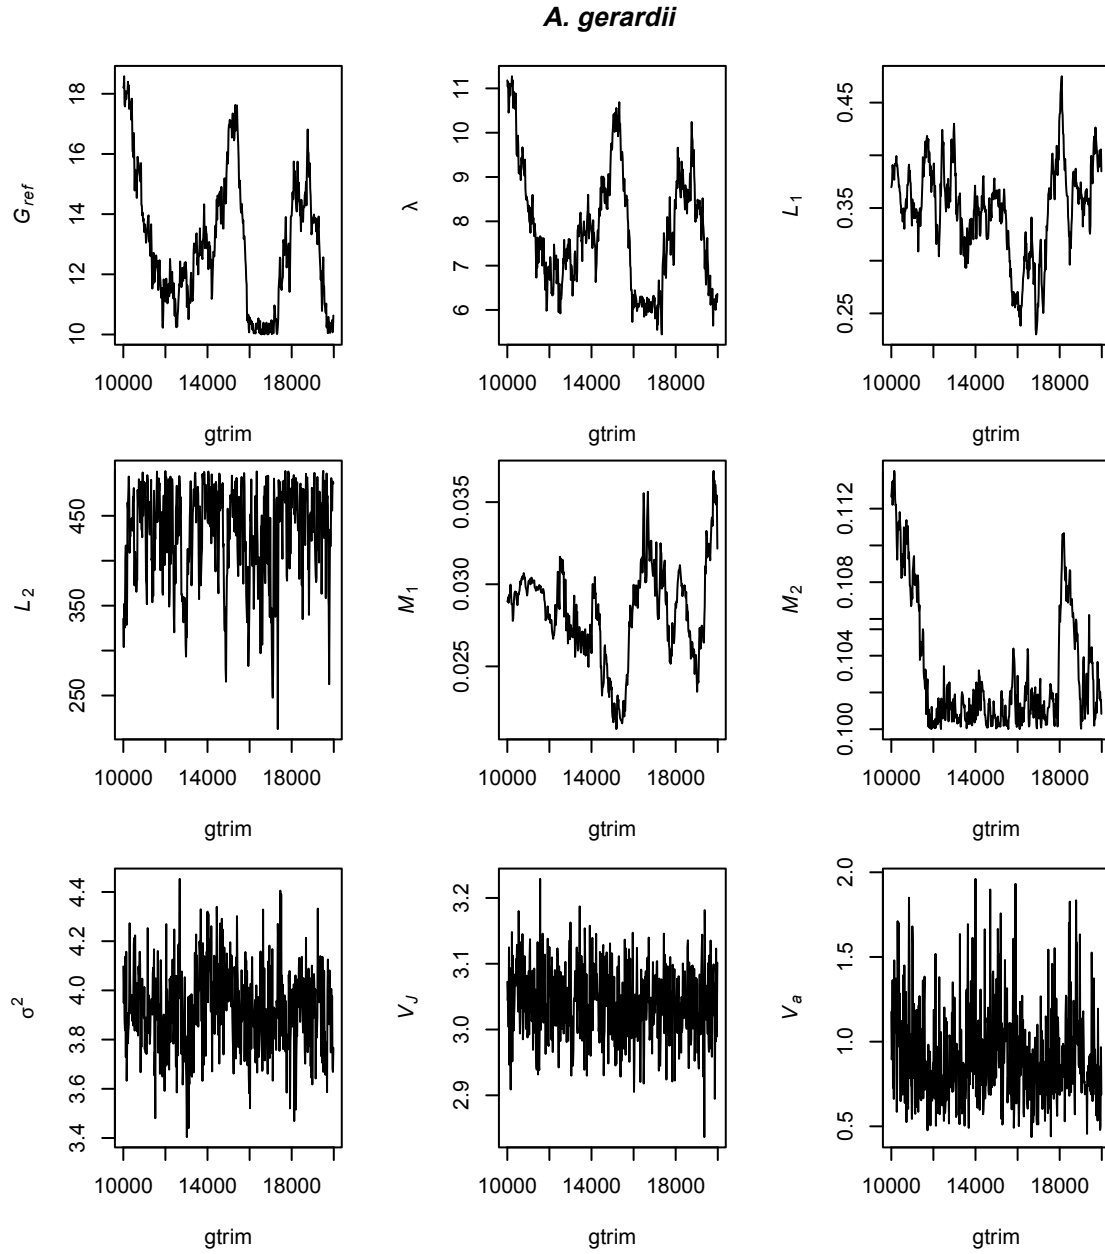 A. gerardii
G_ref
10 12 14 16 18
10000 14000 18000
gtrim
λ
6 7 8 9 10 11
10000 14000 18000
gtrim
L_1
0.25 0.35 0.45
10000 14000 18000
gtrim
L_2
250 350 450
10000 14000 18000
gtrim
M_1
0.025 0.030 0.035
10000 14000 18000
gtrim
M_2
0.100 0.104 0.108 0.112
10000 14000 18000
gtrim
σ²
3.4 3.6 3.8 4.0 4.2 4.4
10000 14000 18000
gtrim
V_J
2.9 3.0 3.1 3.2
10000 14000 18000
gtrim
V_a
0.5 1.0 1.5 2.0
10000 14000 18000
gtrim